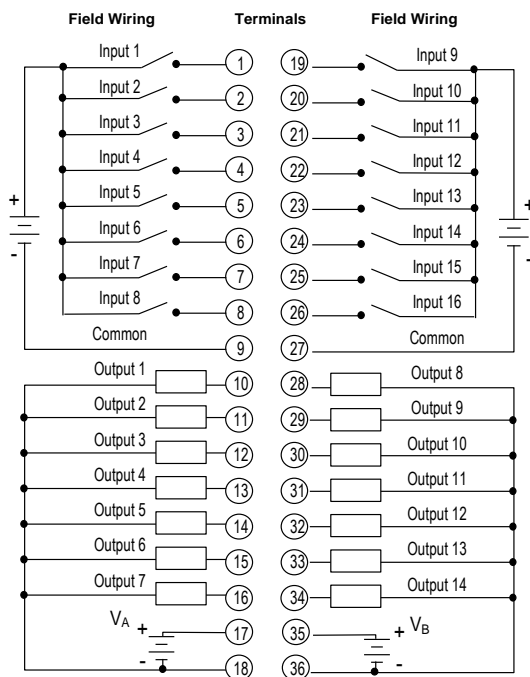 Field Wiring Terminals Field Wiring
Input 1 1 19 Input 9
Input 2 2 20 Input 10
Input 3 3 21 Input 11
Input 4 4 22 Input 12
+ Input 5 5 23 Input 13 +
- Input 6 6 24 Input 14 -
Input 7 7 25 Input 15
Input 8 8 26 Input 16
Common 9 27 Common
Output 1 10 28 Output 8
Output 2 11 29 Output 9
Output 3 12 30 Output 10
Output 4 13 31 Output 11
Output 5 14 32 Output 12
Output 6 15 33 Output 13
Output 7 16 34 Output 14
VA + 17 35 + VB
- 18 36 -